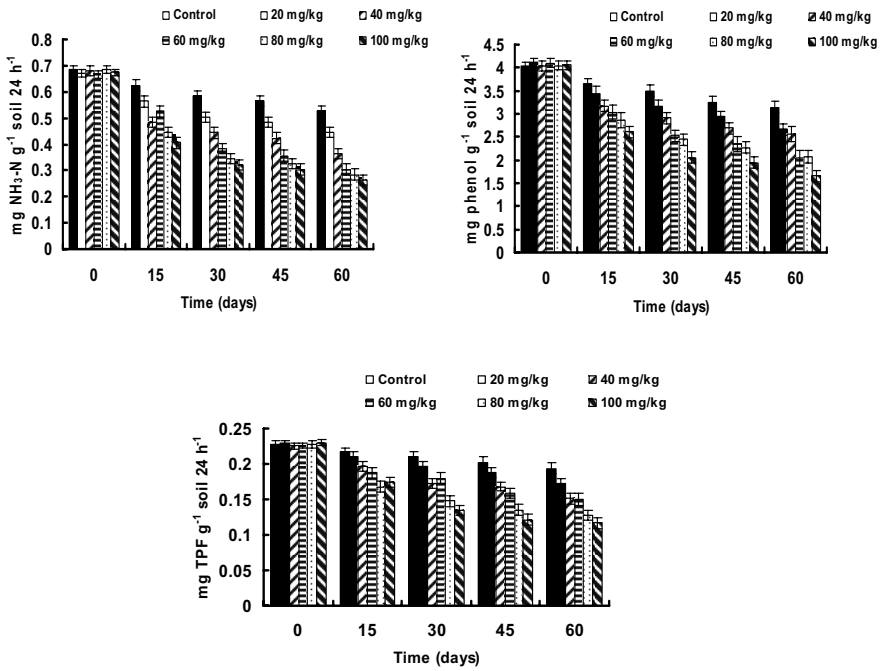 Control 20 mg/kg 40 mg/kg
60 mg/kg 80 mg/kg 100 mg/kg
mg NH₃-N g⁻¹ soil 24 h⁻¹
0.8
0.7
0.6
0.5
0.4
0.3
0.2
0.1
0
0 15 30 45 60
Time (days)
Control 20 mg/kg 40 mg/kg
60 mg/kg 80 mg/kg 100 mg/kg
mg phenol g⁻¹ soil 24 h⁻¹
4.5
4
3.5
3
2.5
2
1.5
1
0.5
0
0 15 30 45 60
Time (days)
Control 20 mg/kg 40 mg/kg
60 mg/kg 80 mg/kg 100 mg/kg
mg TPF g⁻¹ soil 24 h⁻¹
0.25
0.2
0.15
0.1
0.05
0
0 15 30 45 60
Time (days)